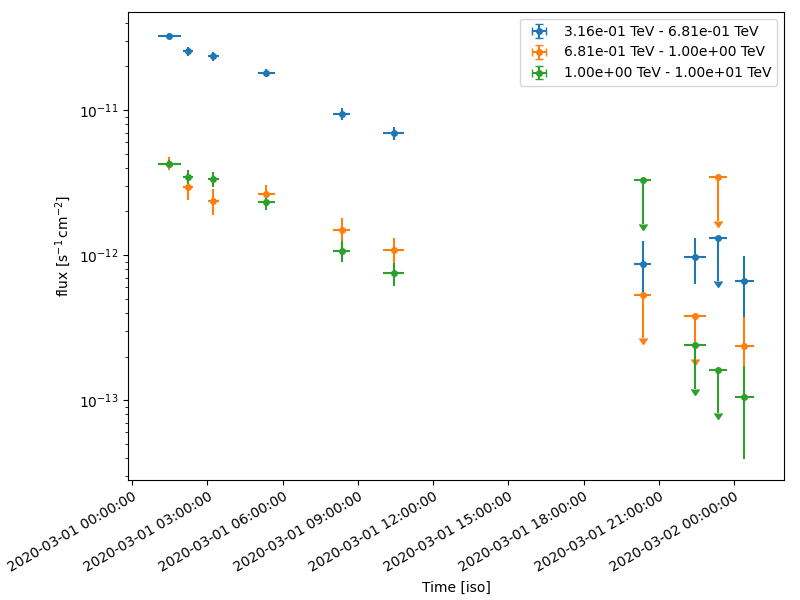 3.16e-01 TeV - 6.81e-01 TeV
6.81e-01 TeV - 1.00e+00 TeV
1.00e+00 TeV - 1.00e+01 TeV
10⁻¹¹
10⁻¹²
10⁻¹³
flux [s⁻¹ cm⁻²]
2020-03-01 00:00:00
2020-03-01 03:00:00
2020-03-01 06:00:00
2020-03-01 09:00:00
2020-03-01 12:00:00
2020-03-01 15:00:00
2020-03-01 18:00:00
2020-03-01 21:00:00
2020-03-02 00:00:00
Time [iso]